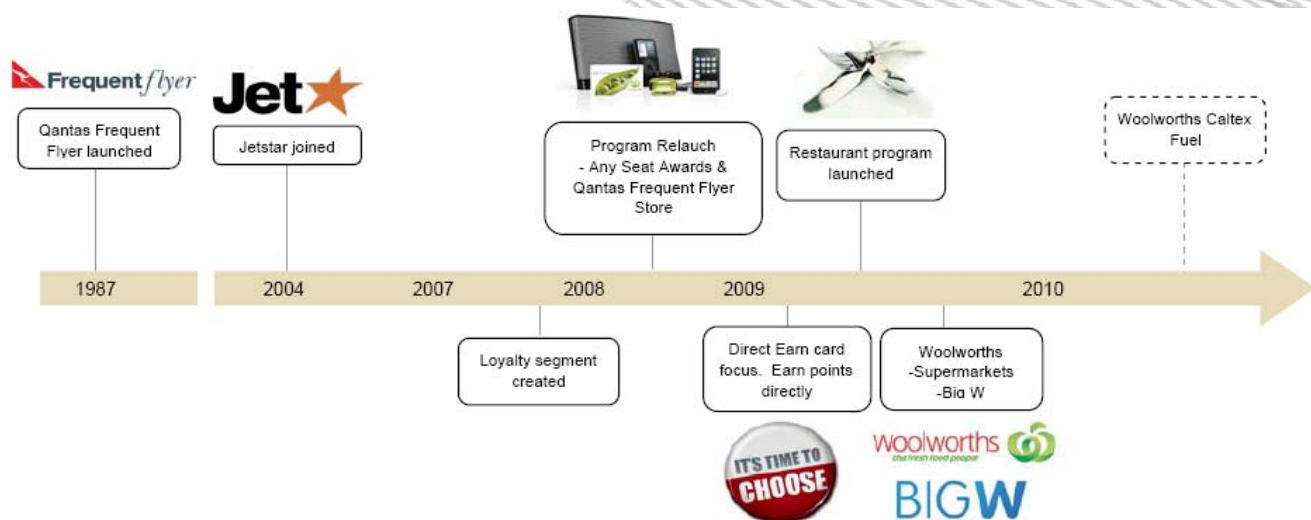 Frequent flyer
Qantas Frequent
Flyer launched
Jet
Jetstar joined
Program Relauch
- Any Seat Awards &
Qantas Frequent Flyer
Store
Restaurant program
launched
Woolworths Caltex
Fuel
1987
2004
2007
2008
2009
2010
Loyalty segment
created
Direct Earn card
focus. Earn points
directly
Woolworths
-Supermarkets
-Big W
IT'S TIME TO
CHOOSE
woolworths
the fresh food people
BIGW